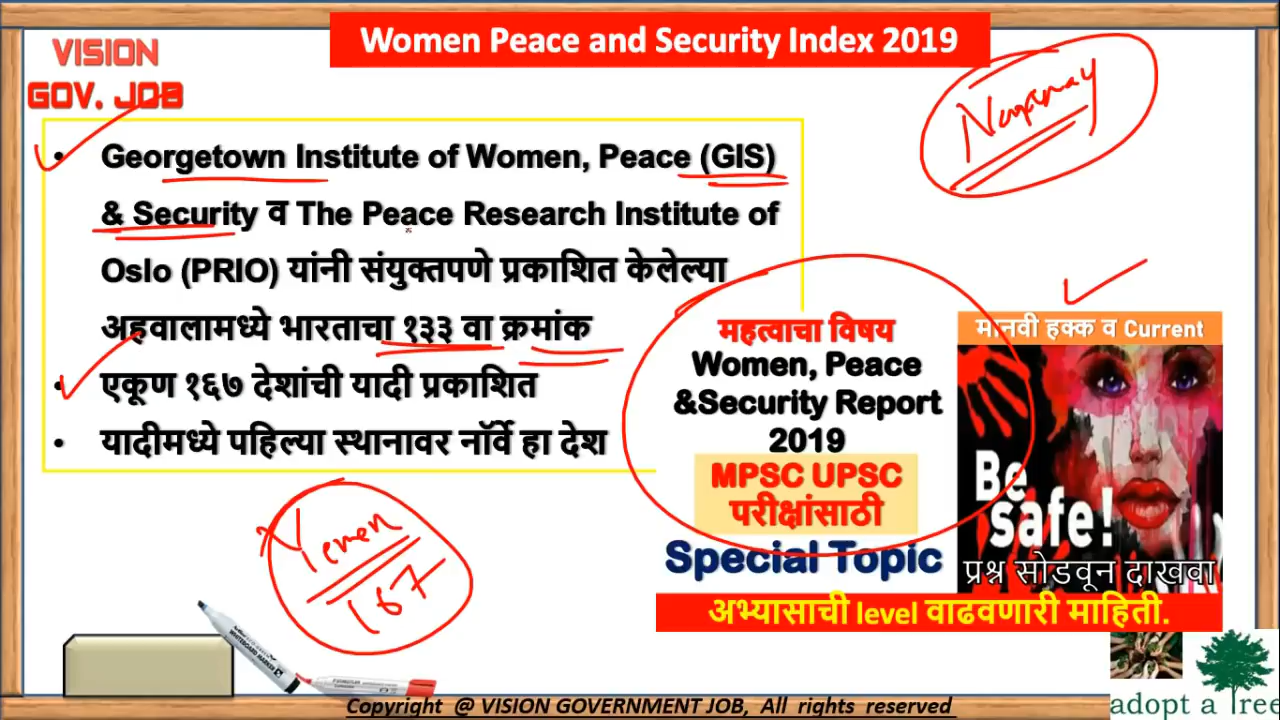 Women Peace and Security Index 2019
VISION
GOV. JOB
Georgetown Institute of Women, Peace (GIS)
& Security व The Peace Research Institute of
Oslo (PRIO) यांनी संयुक्तपणे प्रकाशित केलेल्या
अहवालामध्ये भारताचा १३३ वा क्रमांक
एकूण १६७ देशांची यादी प्रकाशित
यादीमध्ये पहिल्या स्थानावर नॉर्वे हा देश
महत्वाचा विषय
Women, Peace
&Security Report
2019
MPSC UPSC
परीक्षांसाठी
Special Topic
मानवी हक्क व Current
Be
safe!
प्रश्न सोडवून दाखवा
अभ्यासाची level वाढवणारी माहिती.
Yemen
167
WHITEBOARD MARKER
adopt a Tree
Copyright @ VISION GOVERNMENT JOB, All rights reserved